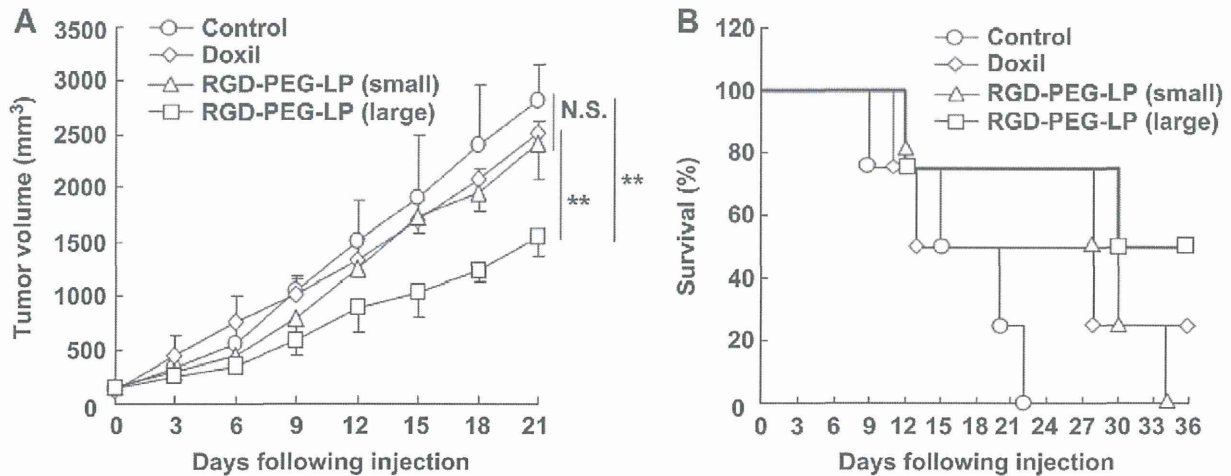 A
Control
Doxil
RGD-PEG-LP (small)
RGD-PEG-LP (large)
3500
3000
2500
2000
1500
1000
500
0
Tumor volume (mm³)
N.S.
**
**
0 3 6 9 12 15 18 21
Days following injection
B
Control
Doxil
RGD-PEG-LP (small)
RGD-PEG-LP (large)
120
100
80
60
40
20
0
Survival (%)
0 3 6 9 12 15 18 21 24 27 30 33 36
Days following injection